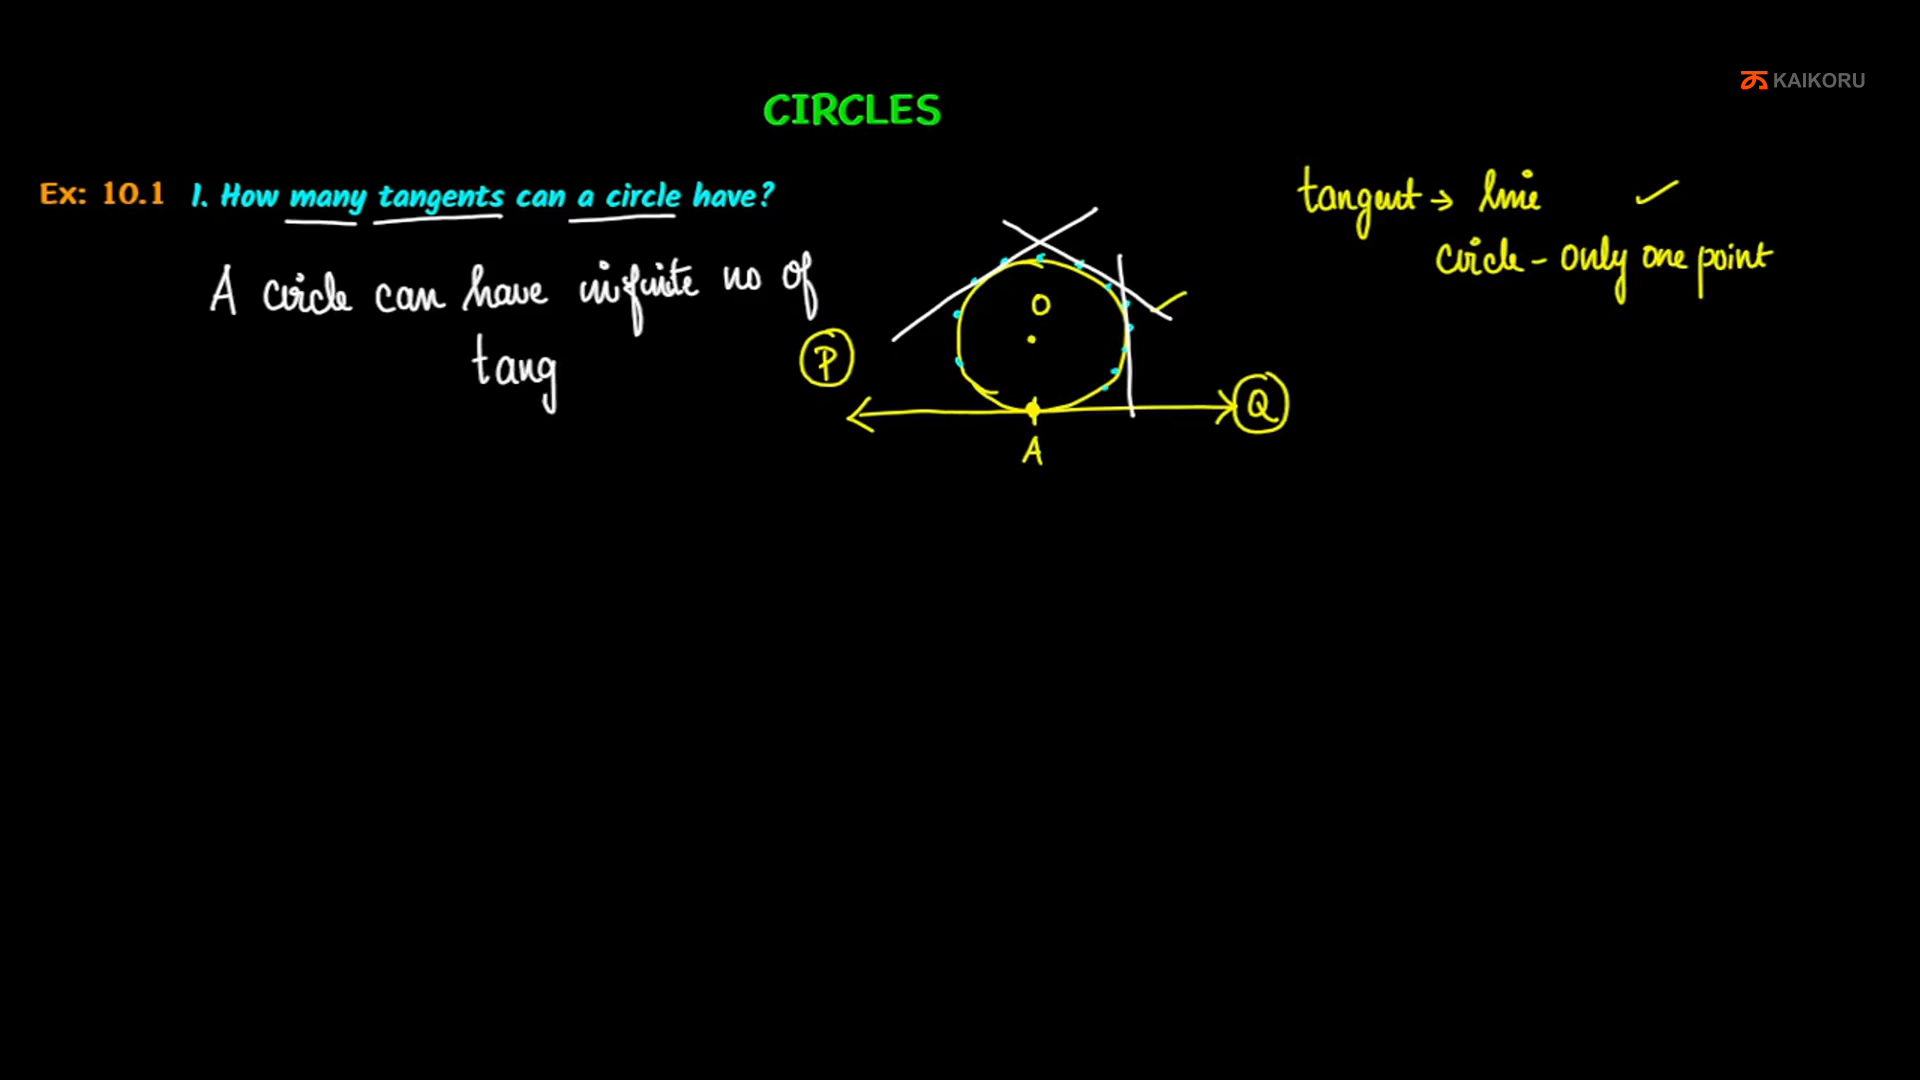 KAIKORU
CIRCLES
Ex: 10.1 1. How many tangents can a circle have?
tangent → line
circle - only one point
A circle can have infinite no of
tang
O
P
Q
A